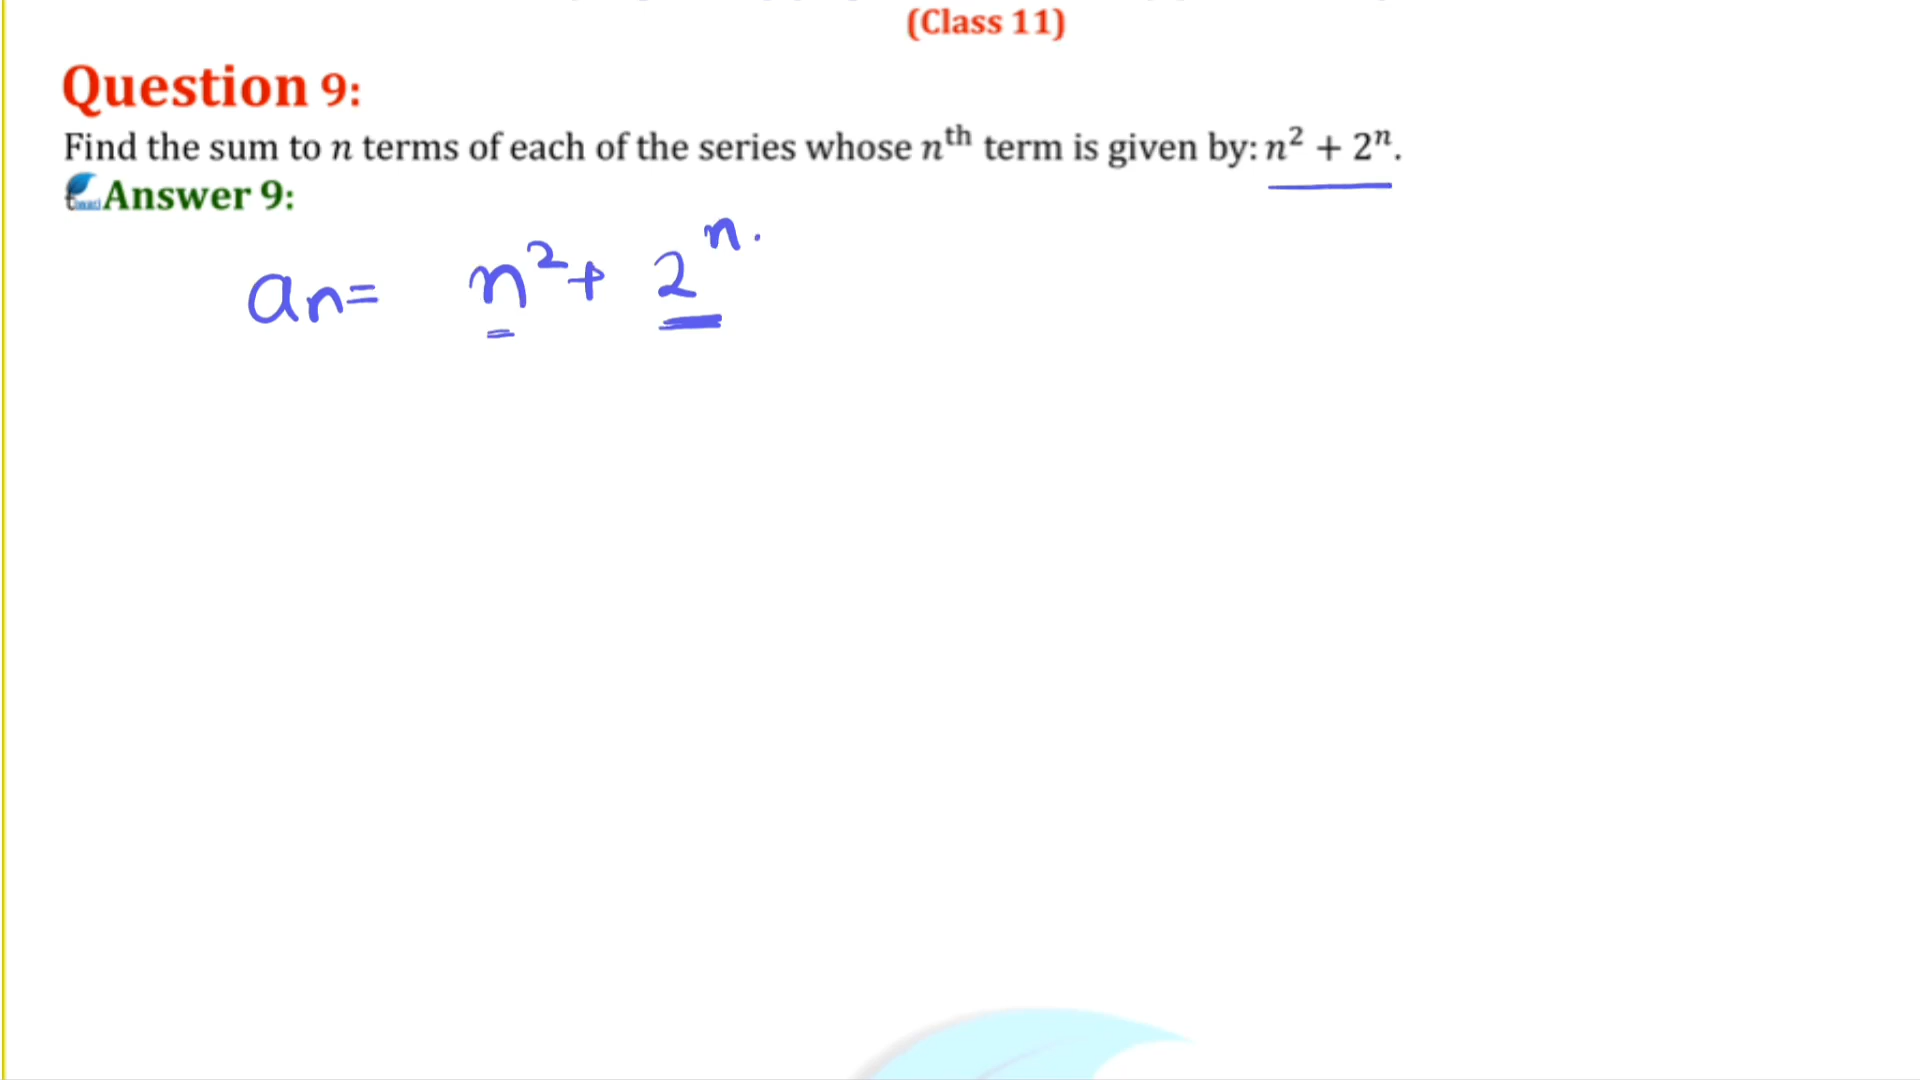 (Class 11)
Question 9:
Find the sum to n terms of each of the series whose nᵗʰ term is given by: n² + 2ⁿ.
Answer 9:
an= n²+ 2ⁿ.